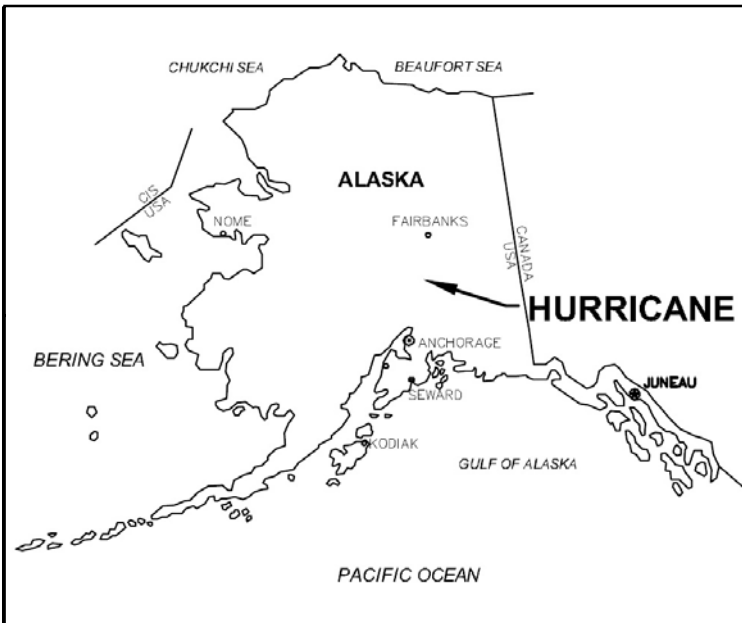 CHUKCHI SEA
BEAUFORT SEA
ALASKA
CIS
USA
NOME
FAIRBANKS
CANADA
USA
HURRICANE
ANCHORAGE
BERING SEA
JUNEAU
SEWARD
KODIAK
GULF OF ALASKA
PACIFIC OCEAN